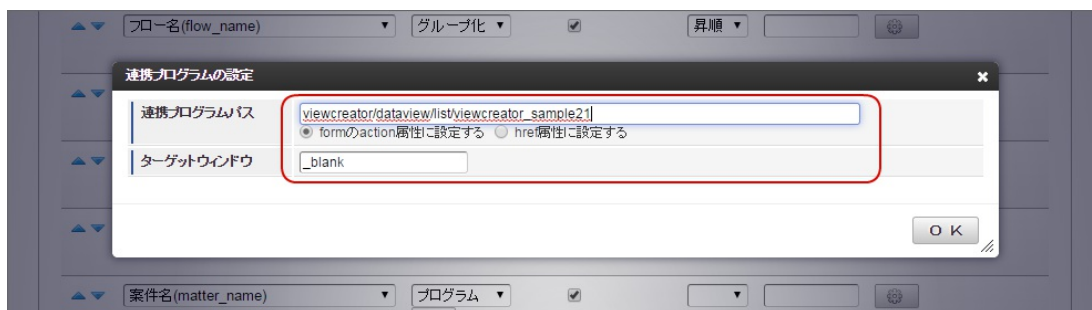 フロー名(flow_name) グループ化 昇順
連携プログラムの設定
連携プログラムパス viewcreator/dataview/list/viewcreator_sample21
formのaction属性に設定する href属性に設定する
ターゲットウィンドウ _blank
ＯＫ
案件名(matter_name) プログラム